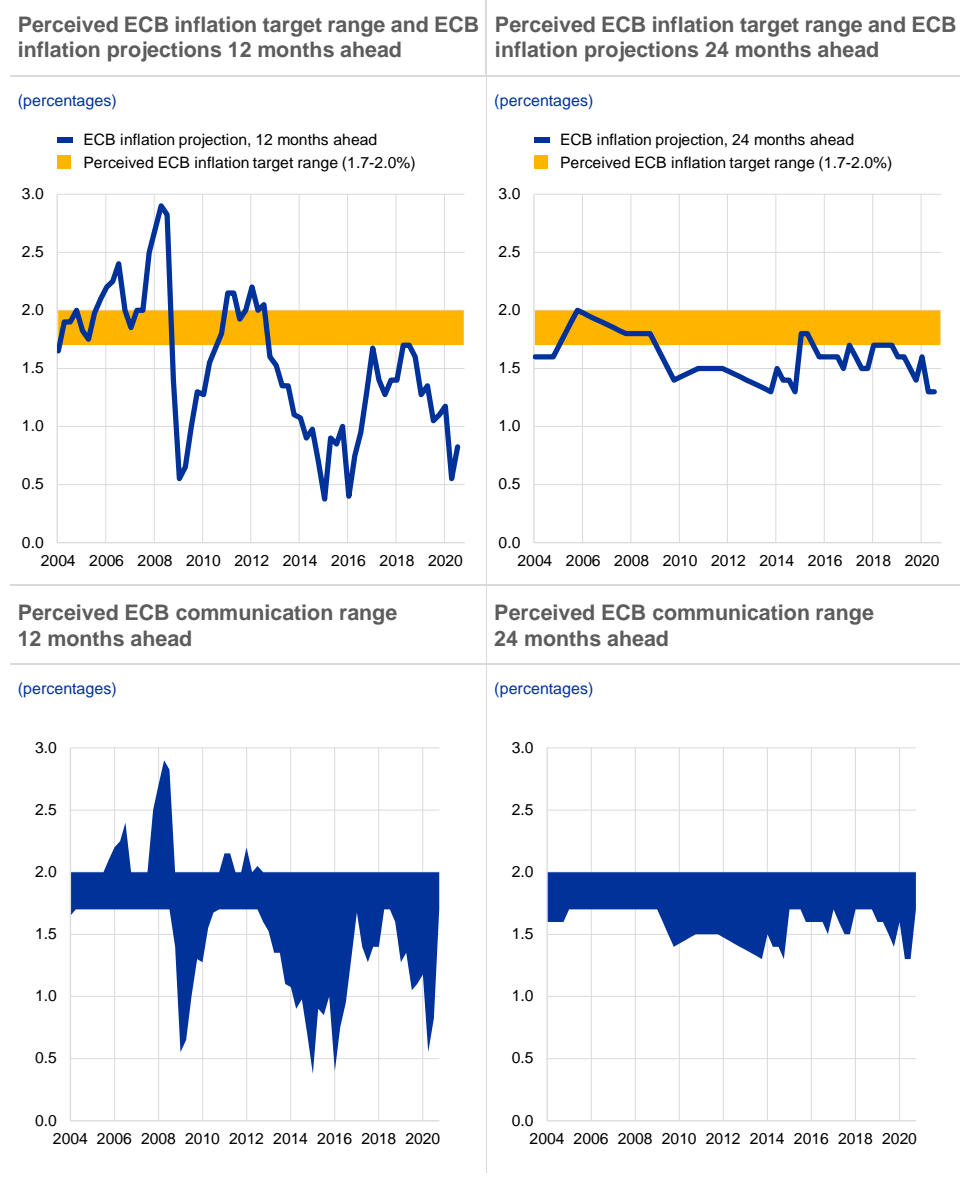 Perceived ECB inflation target range and ECB
inflation projections 12 months ahead
(percentages)
ECB inflation projection, 12 months ahead
Perceived ECB inflation target range (1.7-2.0%)
3.0
2.5
2.0
1.5
1.0
0.5
0.0
2004 2006 2008 2010 2012 2014 2016 2018 2020
Perceived ECB inflation target range and ECB
inflation projections 24 months ahead
(percentages)
ECB inflation projection, 24 months ahead
Perceived ECB inflation target range (1.7-2.0%)
3.0
2.5
2.0
1.5
1.0
0.5
0.0
2004 2006 2008 2010 2012 2014 2016 2018 2020
Perceived ECB communication range
12 months ahead
(percentages)
3.0
2.5
2.0
1.5
1.0
0.5
0.0
2004 2006 2008 2010 2012 2014 2016 2018 2020
Perceived ECB communication range
24 months ahead
(percentages)
3.0
2.5
2.0
1.5
1.0
0.5
0.0
2004 2006 2008 2010 2012 2014 2016 2018 2020